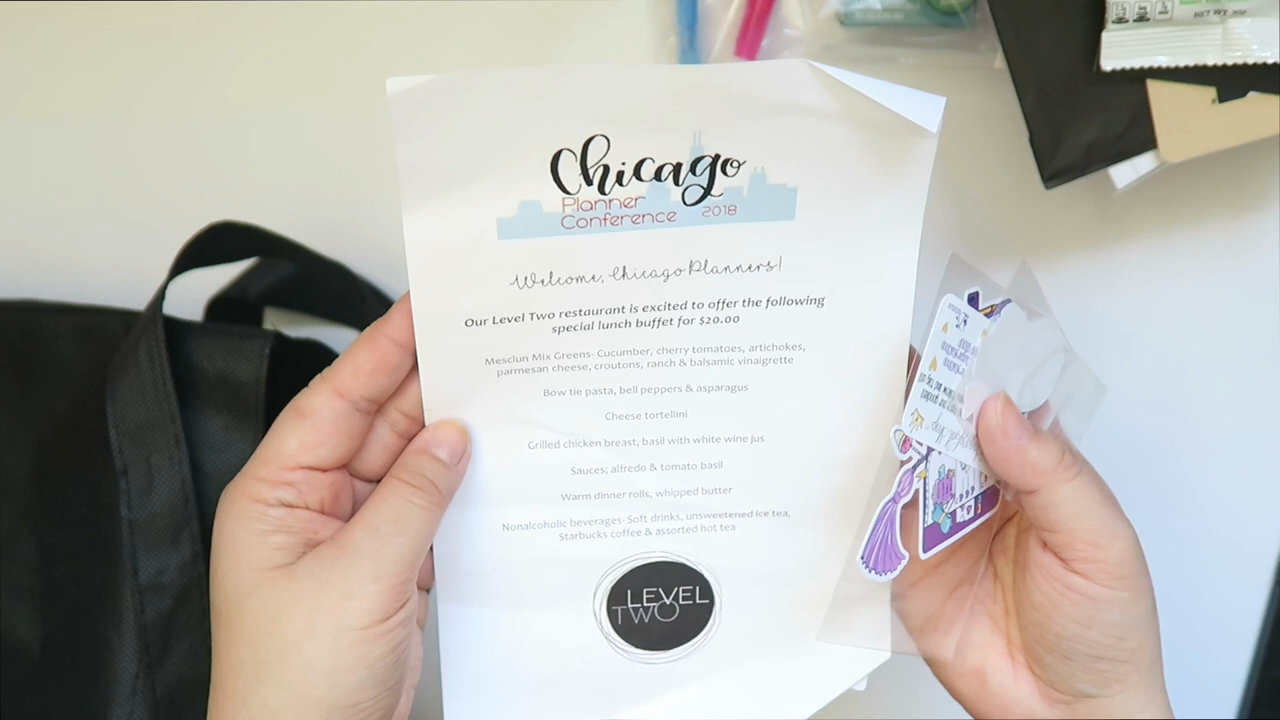 NET WT
Chicago
Planner
Conference 2018
Welcome, Chicago Planners!
Our Level Two restaurant is excited to offer the following
special lunch buffet for $20.00
Mesclun Mix Greens- Cucumber, cherry tomatoes, artichokes,
parmesan cheese, croutons, ranch & balsamic vinaigrette
Bow tie pasta, bell peppers & asparagus
Cheese tortellini
Grilled chicken breast, basil with white wine jus
Sauces; alfredo & tomato basil
Warm dinner rolls, whipped butter
Nonalcoholic beverages- Soft drinks, unsweetened ice tea,
Starbucks coffee & assorted hot tea
LEVEL
TWO